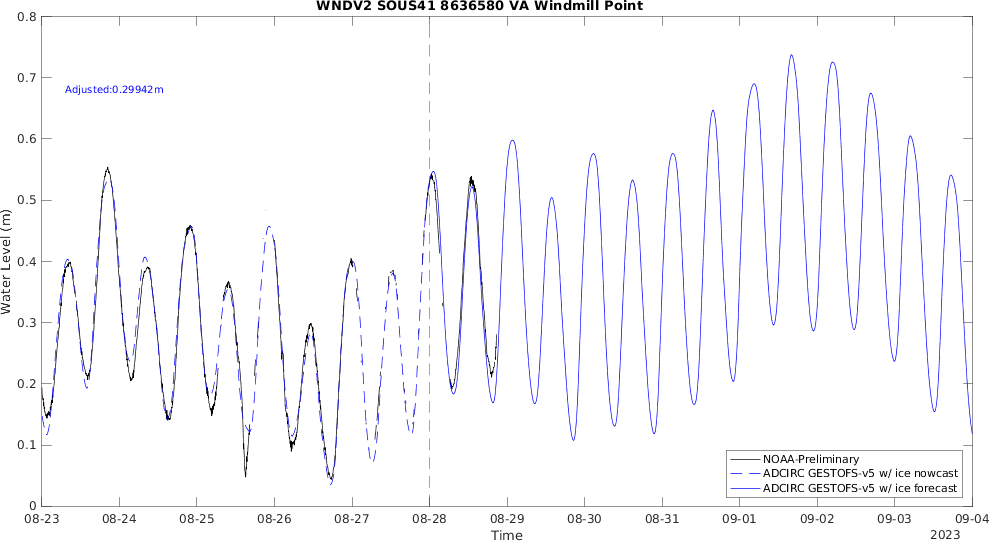 WNDV2 SOUS41 8636580 VA Windmill Point
Adjusted:0.29942m
Water Level (m)
0.8
0.7
0.6
0.5
0.4
0.3
0.2
0.1
0
08-23 08-24 08-25 08-26 08-27 08-28 08-29 08-30 08-31 09-01 09-02 09-03 09-04
Time
2023
NOAA-Preliminary
ADCIRC GESTOFS-v5 w/ ice nowcast
ADCIRC GESTOFS-v5 w/ ice forecast